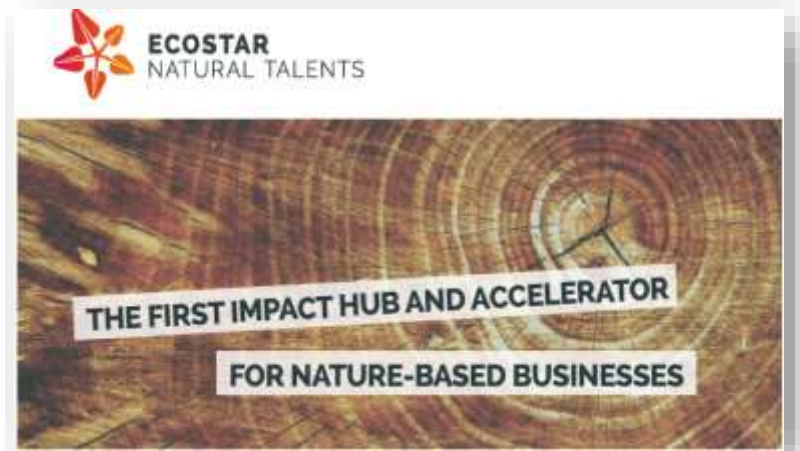 ECOSTAR
NATURAL TALENTS
THE FIRST IMPACT HUB AND ACCELERATOR
FOR NATURE-BASED BUSINESSES